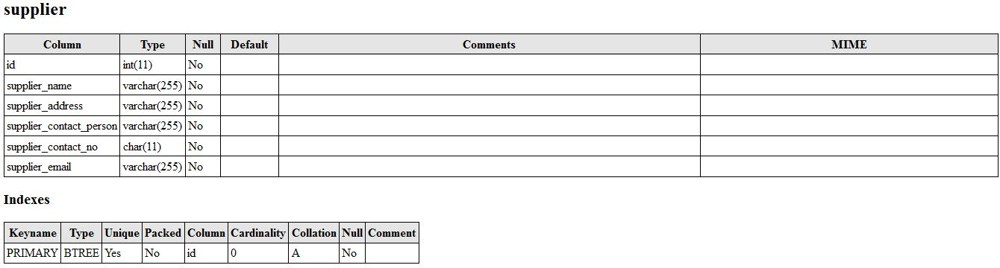 supplier
Column Type Null Default Comments MIME
id int(11) No
supplier_name varchar(255) No
supplier_address varchar(255) No
supplier_contact_person varchar(255) No
supplier_contact_no char(11) No
supplier_email varchar(255) No
Indexes
Keyname Type Unique Packed Column Cardinality Collation Null Comment
PRIMARY BTREE Yes No id 0 A No